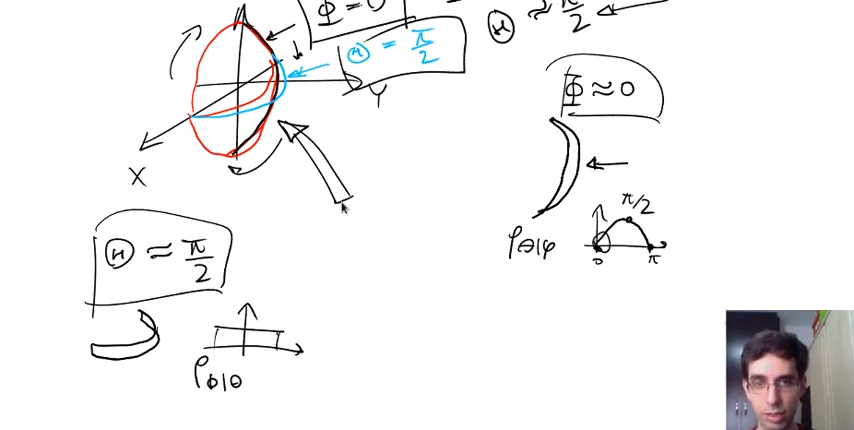 Φ = 0
Θ = π/2
Θ ≈ π/2
Y
X
Φ ≈ 0
π/2
ρθ|φ
0
π
Θ ≈ π/2
ρφ|θ